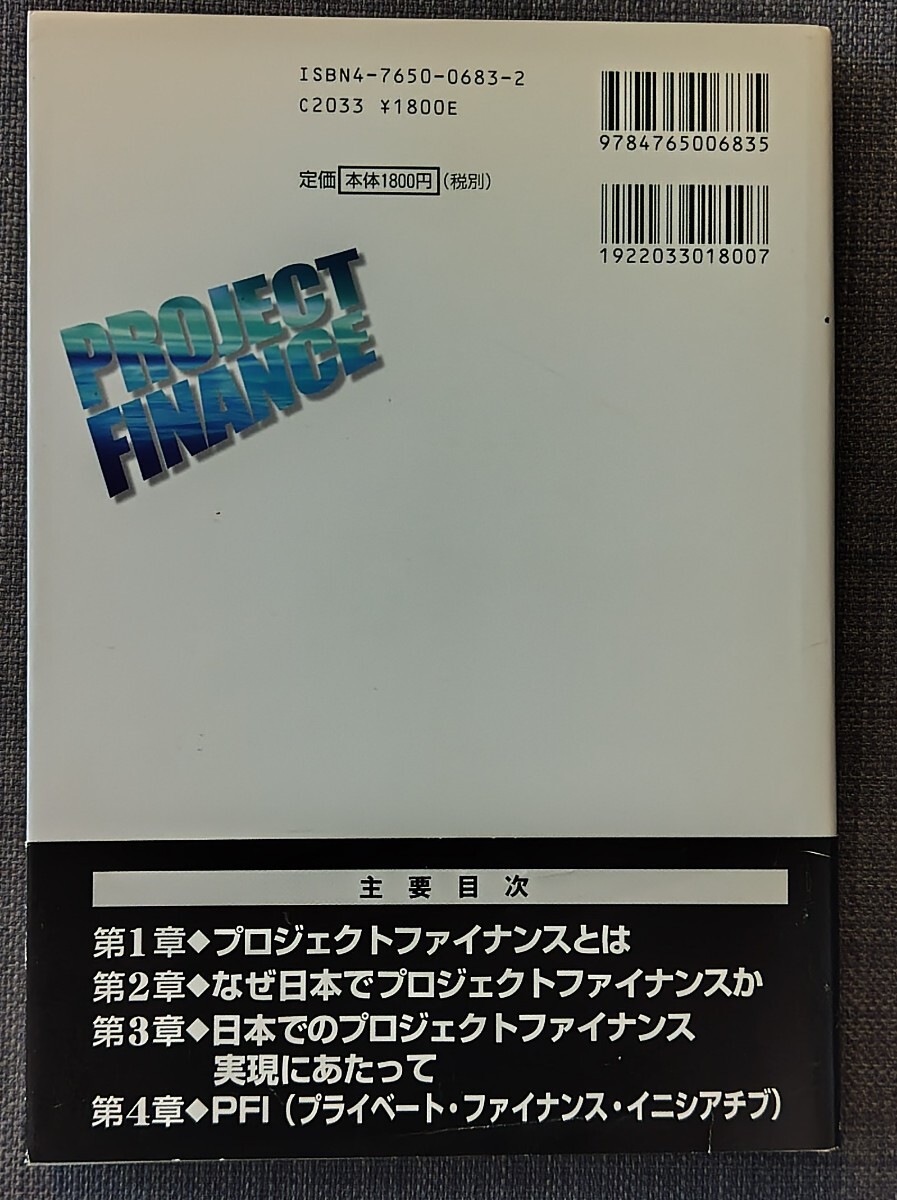 ISBN4-7650-0683-2
C2033 ¥1800E
9784765006835
定価 本体1800円 (税別)
1922033018007
PROJECT
FINANCE
主要目次
第1章◆プロジェクトファイナンスとは
第2章◆なぜ日本でプロジェクトファイナンスか
第3章◆日本でのプロジェクトファイナンス
実現にあたって
第4章◆PFI(プライベート・ファイナンス・イニシアチブ)